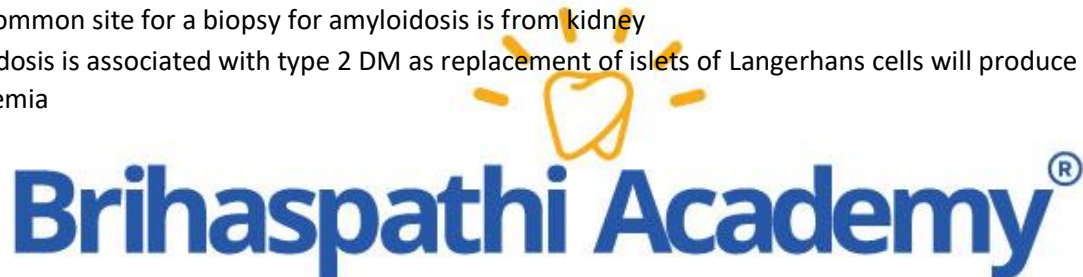 ommon site for a biopsy for amyloidosis is from kidney
dosis is associated with type 2 DM as replacement of islets of Langerhans cells will produce
emia
Brihaspathi Academy®